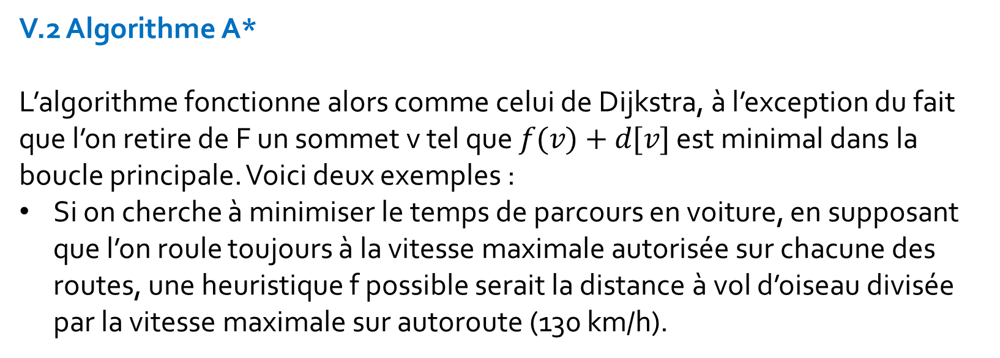 V.2 Algorithme A*
L’algorithme fonctionne alors comme celui de Dijkstra, à l’exception du fait
que l’on retire de F un sommet v tel que f(v) + d[v] est minimal dans la
boucle principale. Voici deux exemples :
• Si on cherche à minimiser le temps de parcours en voiture, en supposant
que l’on roule toujours à la vitesse maximale autorisée sur chacune des
routes, une heuristique f possible serait la distance à vol d’oiseau divisée
par la vitesse maximale sur autoroute (130 km/h).